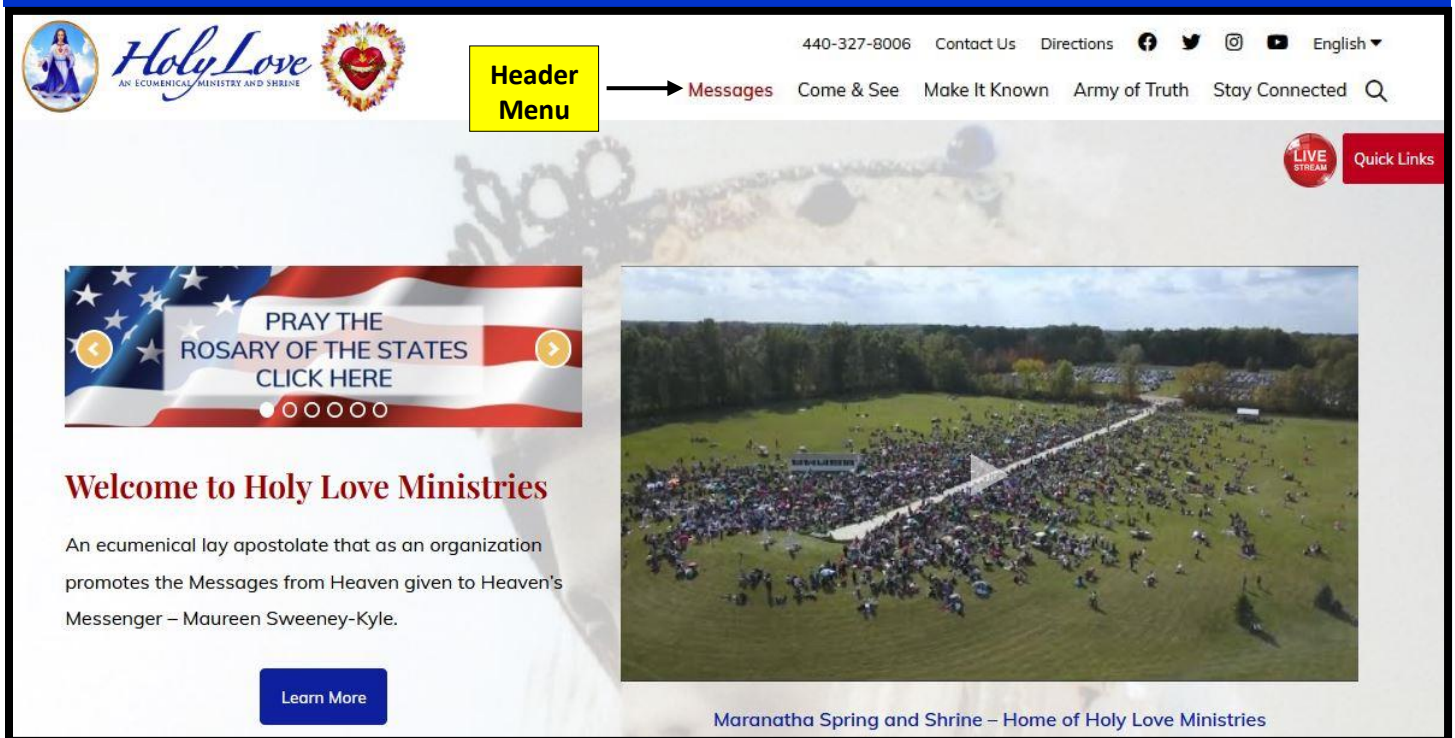 Holy Love
AN ECUMENICAL MINISTRY AND SHRINE
440-327-8006 Contact Us Directions English
Header
Menu
Messages Come & See Make It Known Army of Truth Stay Connected
LIVE
STREAM
Quick Links
PRAY THE
ROSARY OF THE STATES
CLICK HERE
Welcome to Holy Love Ministries
An ecumenical lay apostolate that as an organization
promotes the Messages from Heaven given to Heaven's
Messenger – Maureen Sweeney-Kyle.
Learn More
Maranatha Spring and Shrine – Home of Holy Love Ministries